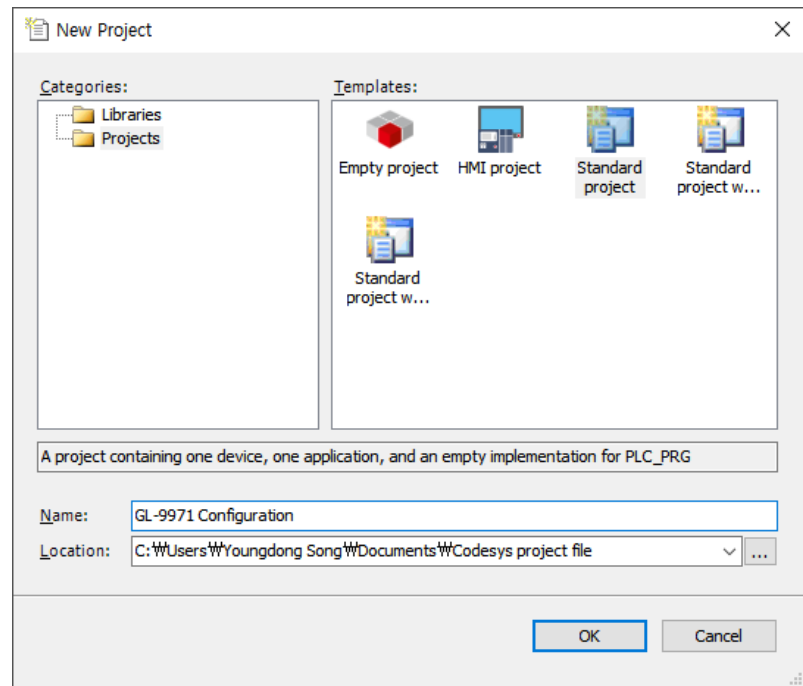 New Project
Categories:
Templates:
Libraries
Projects
Empty project
HMI project
Standard
project
Standard
project w...
Standard
project w...
A project containing one device, one application, and an empty implementation for PLC_PRG
Name:
GL-9971 Configuration
Location:
C:₩Users₩Youngdong Song₩Documents₩Codesys project file
...
OK
Cancel